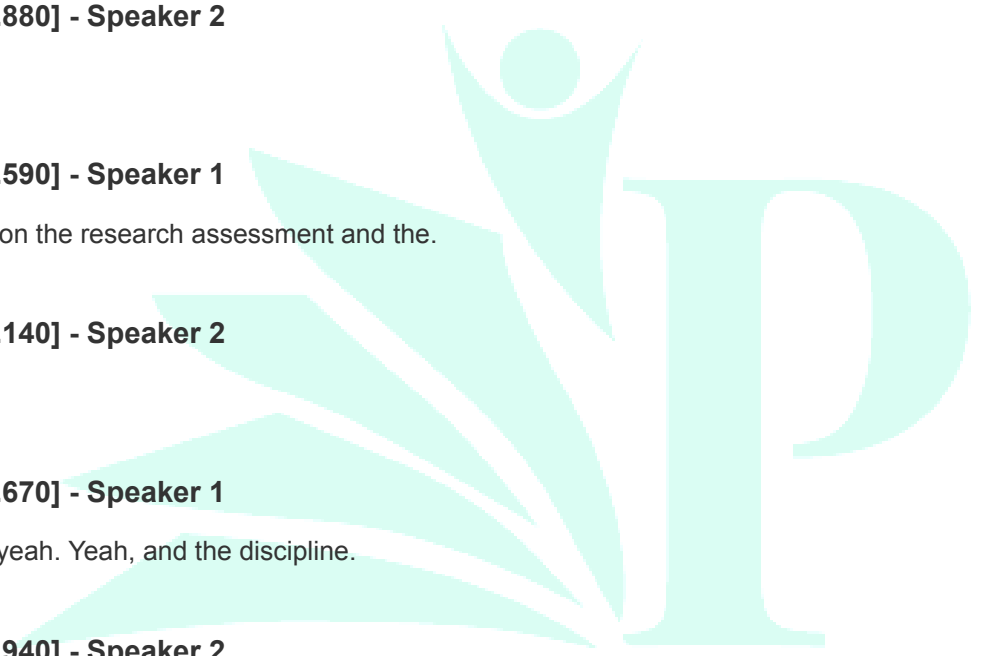 880] - Speaker 2
590] - Speaker 1
on the research assessment and the.
140] - Speaker 2
670] - Speaker 1
yeah. Yeah, and the discipline.
940] - Speaker 2
P